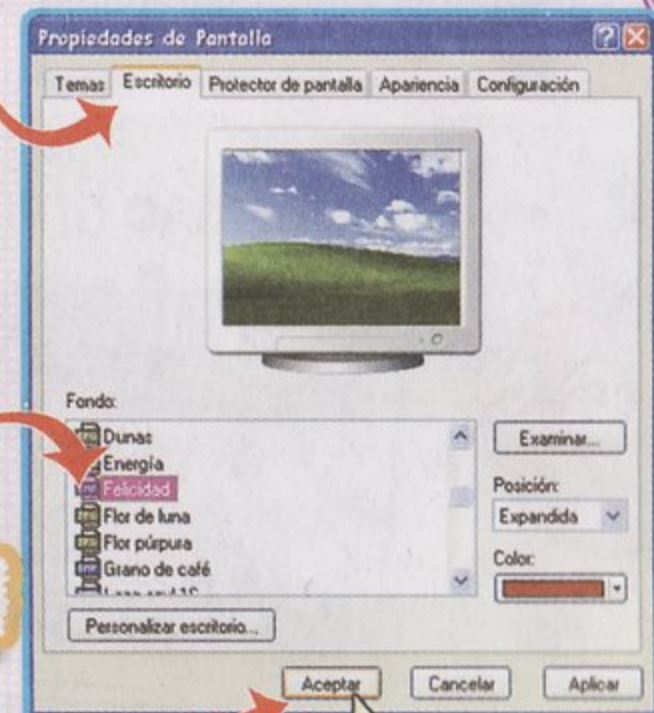 Propiedades de Pantalla
Temas Escritorio Protector de pantalla Apariencia Configuración
Fondo:
Dunas
Energía
Felicidad
Flor de luna
Flor púrpura
Grano de café
Examinar...
Posición:
Expandida
Color:
Personalizar escritorio...
Aceptar Cancelar Aplicar